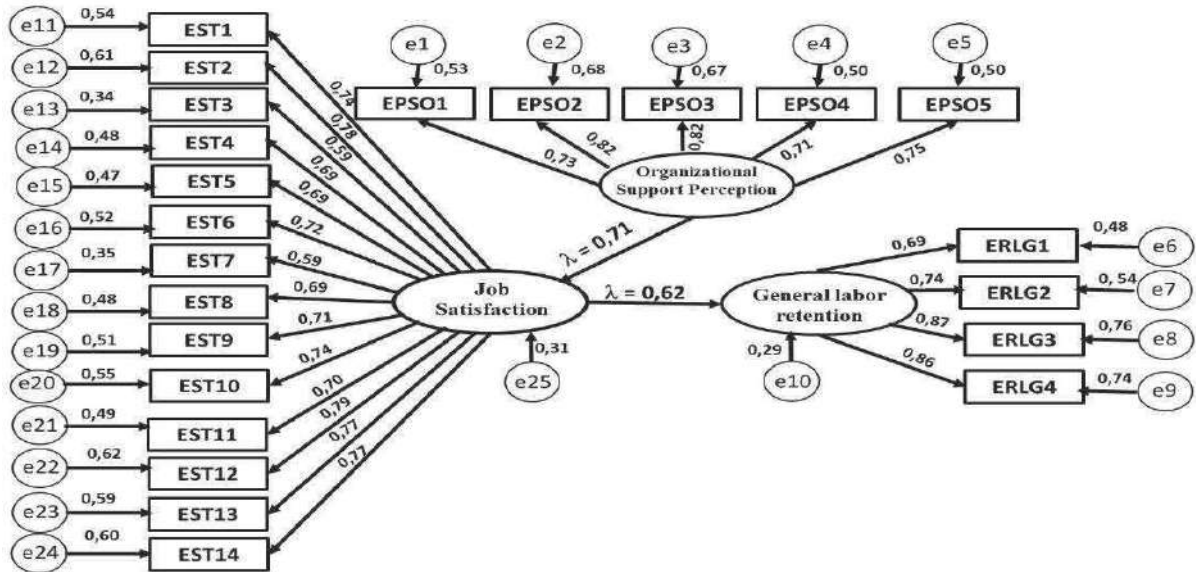 e11 0,54 EST1
e12 0,61 EST2
e13 0,34 EST3
e14 0,48 EST4
e15 0,47 EST5
e16 0,52 EST6
e17 0,35 EST7
e18 0,48 EST8
e19 0,51 EST9
e20 0,55 EST10
e21 0,49 EST11
e22 0,62 EST12
e23 0,59 EST13
e24 0,60 EST14
0,74
0,78
0,59
0,69
0,69
0,72
0,59
0,69
0,71
0,74
0,70
0,79
0,77
0,77
e1 e2 e3 e4 e5
0,53 0,68 0,67 0,50 0,50
EPSO1 EPSO2 EPSO3 EPSO4 EPSO5
0,73 0,82 0,82 0,71 0,75
Organizational
Support Perception
λ = 0,71
Job
Satisfaction
0,31
e25
λ = 0,62
General labor
retention
0,29
e10
0,69 ERLG1 0,48 e6
0,74 ERLG2 0,54 e7
0,87 ERLG3 0,76 e8
0,86 ERLG4 0,74 e9